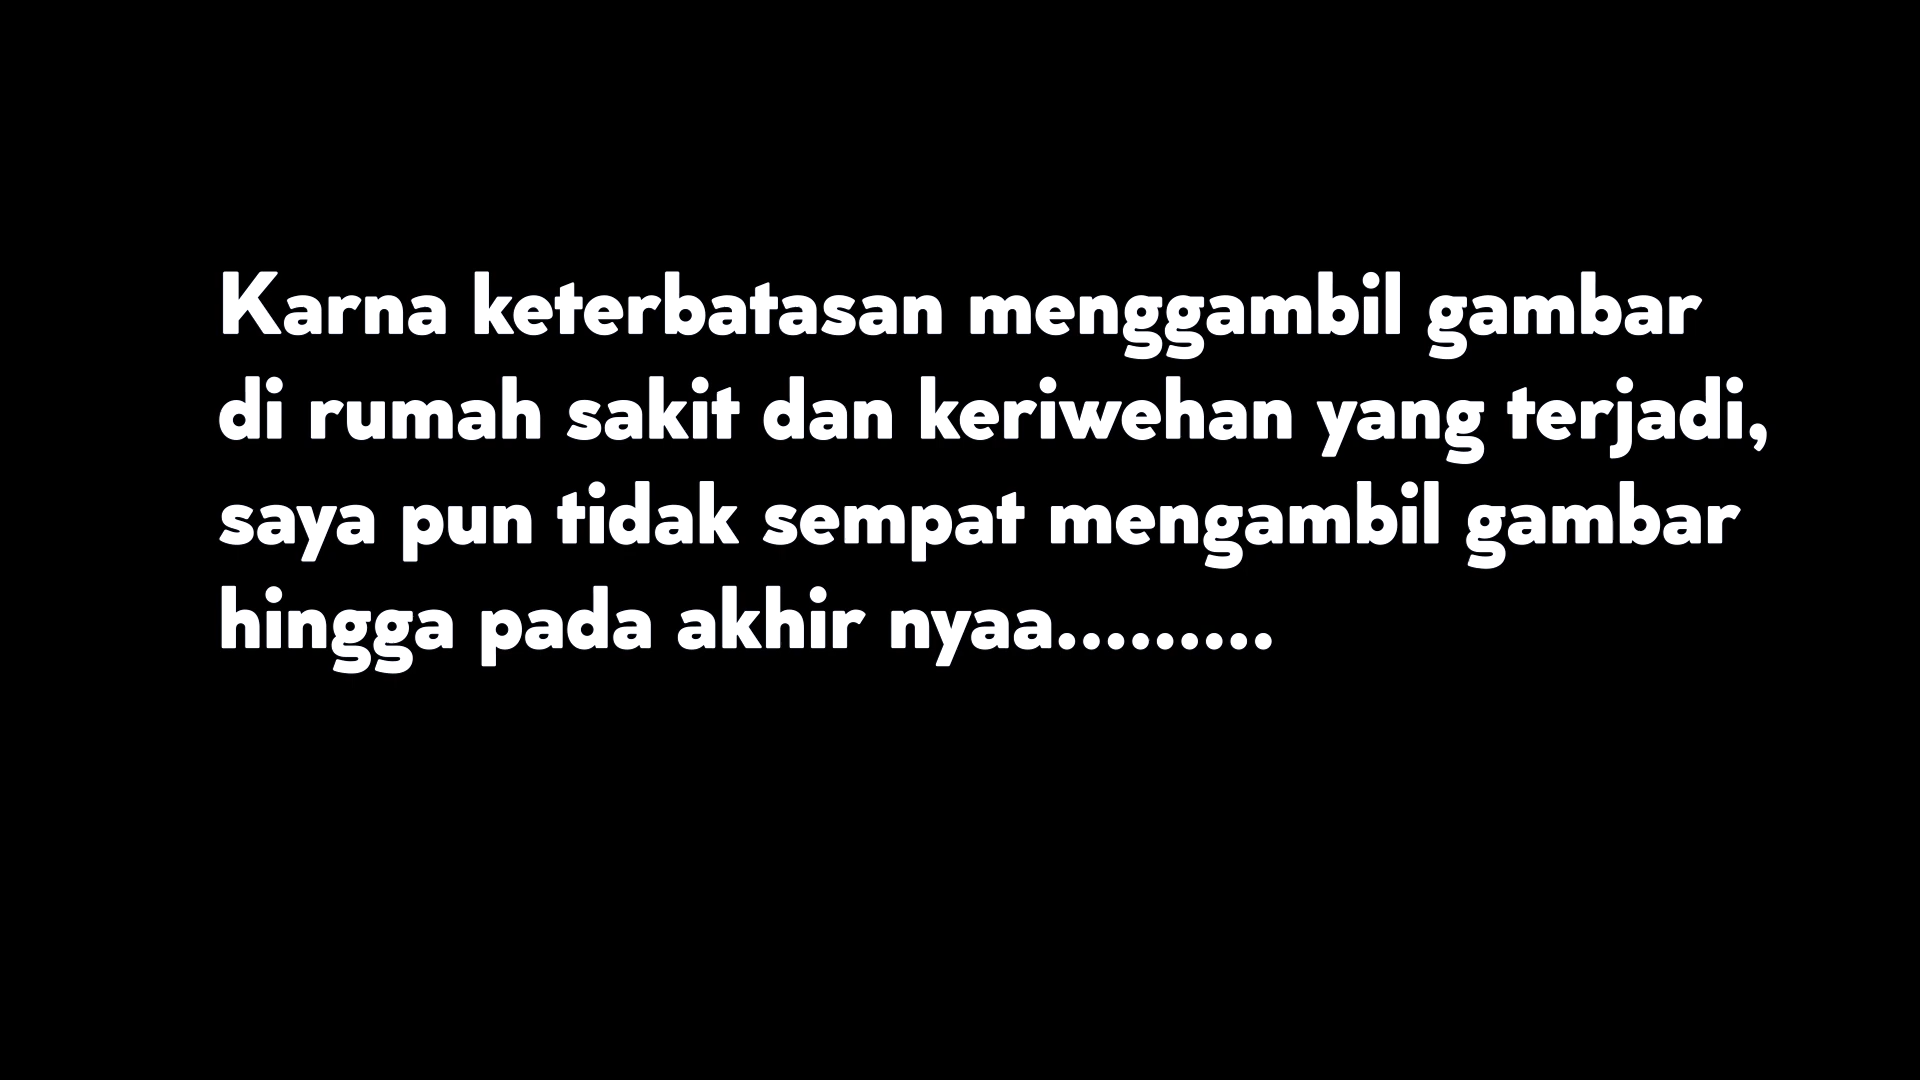 Karna keterbatasan menggambil gambar
di rumah sakit dan keriwehan yang terjadi,
saya pun tidak sempat mengambil gambar
hingga pada akhir nyaa.........